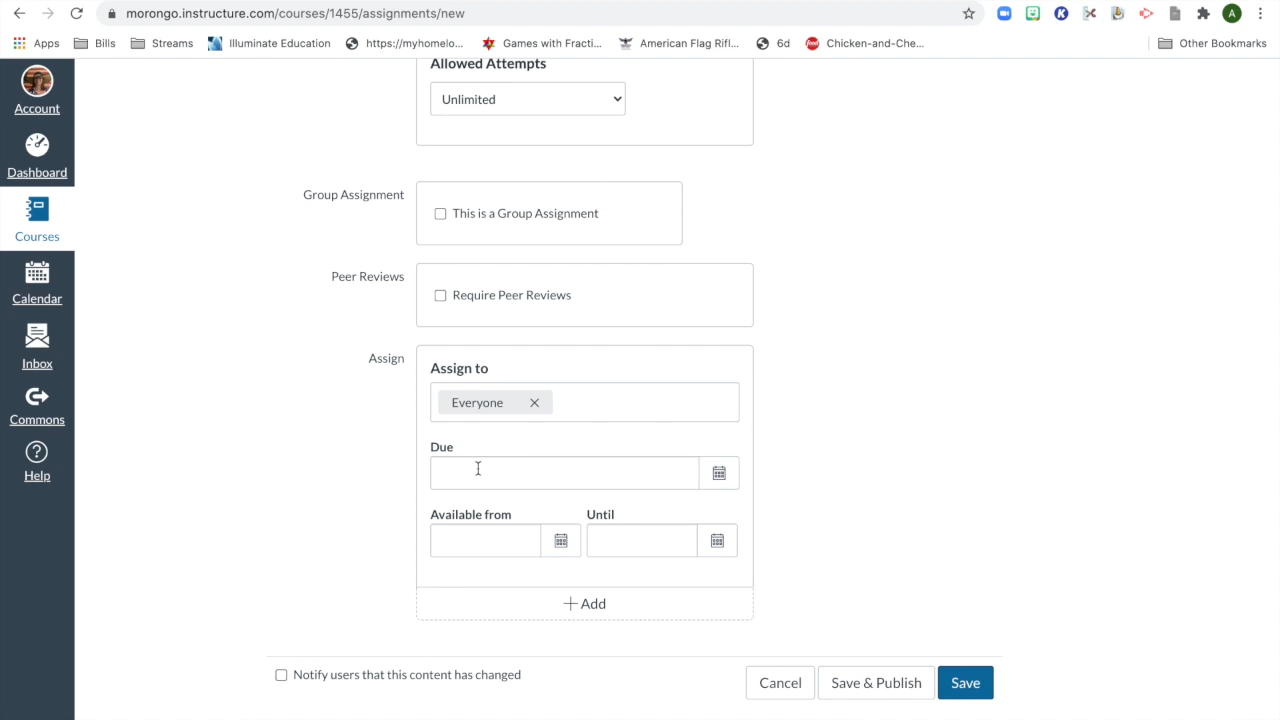 morongo.instructure.com/courses/1455/assignments/new
A
Apps Bills Streams Illuminate Education https://myhomelo... Games with Fracti... American Flag Rifl... 6d Chicken-and-Che... Other Bookmarks
Account
Dashboard
Courses
Calendar
Inbox
Commons
Help
Allowed Attempts
Unlimited
Group Assignment
This is a Group Assignment
Peer Reviews
Require Peer Reviews
Assign
Assign to
Everyone
Due
Available from Until
Add
Notify users that this content has changed
Cancel Save & Publish Save